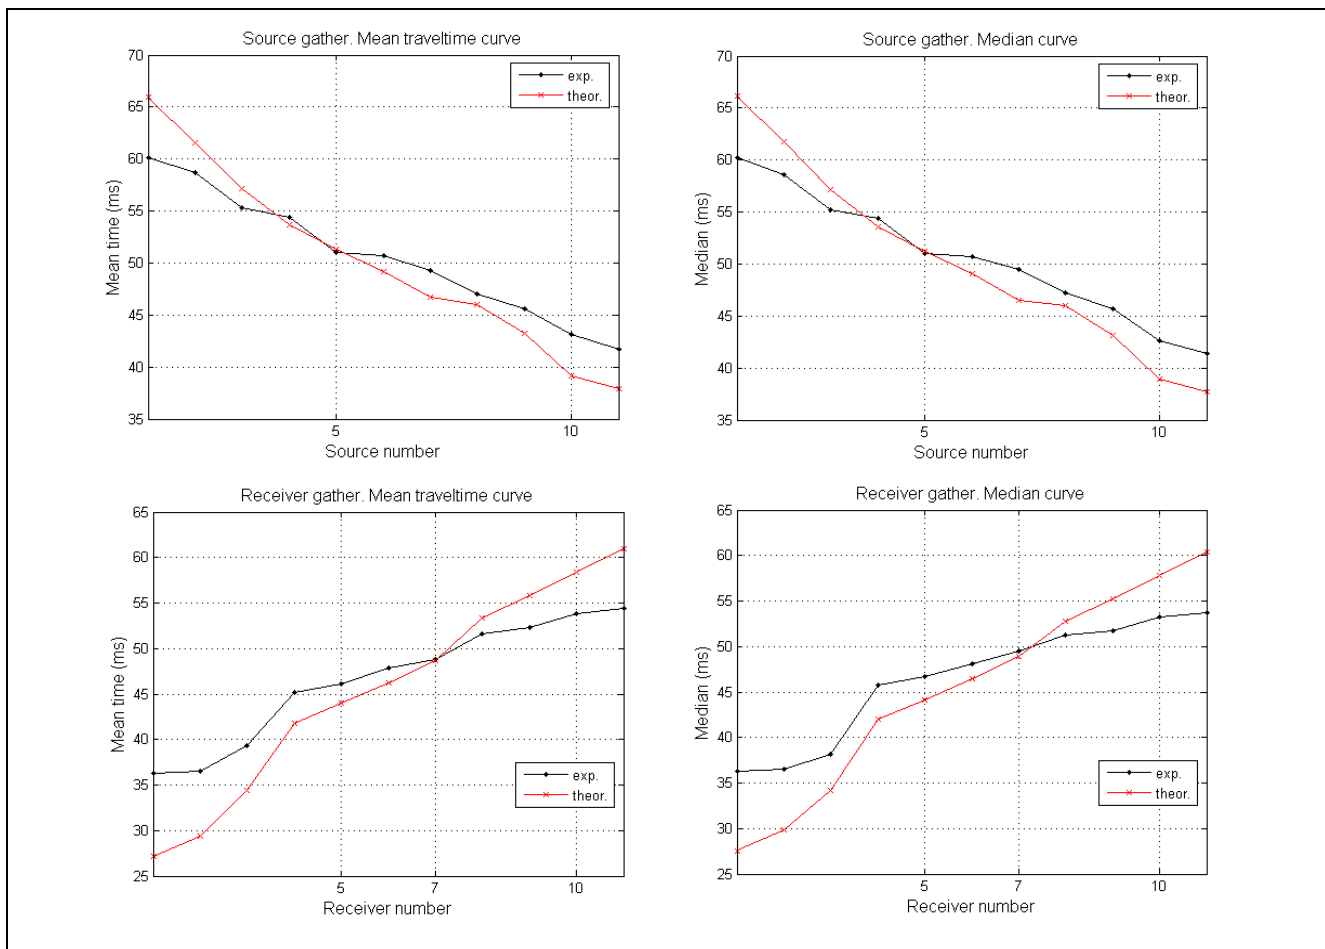 Source gather. Mean traveltime curve
70
65
60
55
50
45
40
35
Mean time (ms)
exp.
theor.
5
10
Source number
Source gather. Median curve
70
65
60
55
50
45
40
35
Median (ms)
exp.
theor.
5
10
Source number
Receiver gather. Mean traveltime curve
65
60
55
50
45
40
35
30
25
Mean time (ms)
exp.
theor.
5
7
10
Receiver number
Receiver gather. Median curve
65
60
55
50
45
40
35
30
25
Median (ms)
exp.
theor.
5
7
10
Receiver number